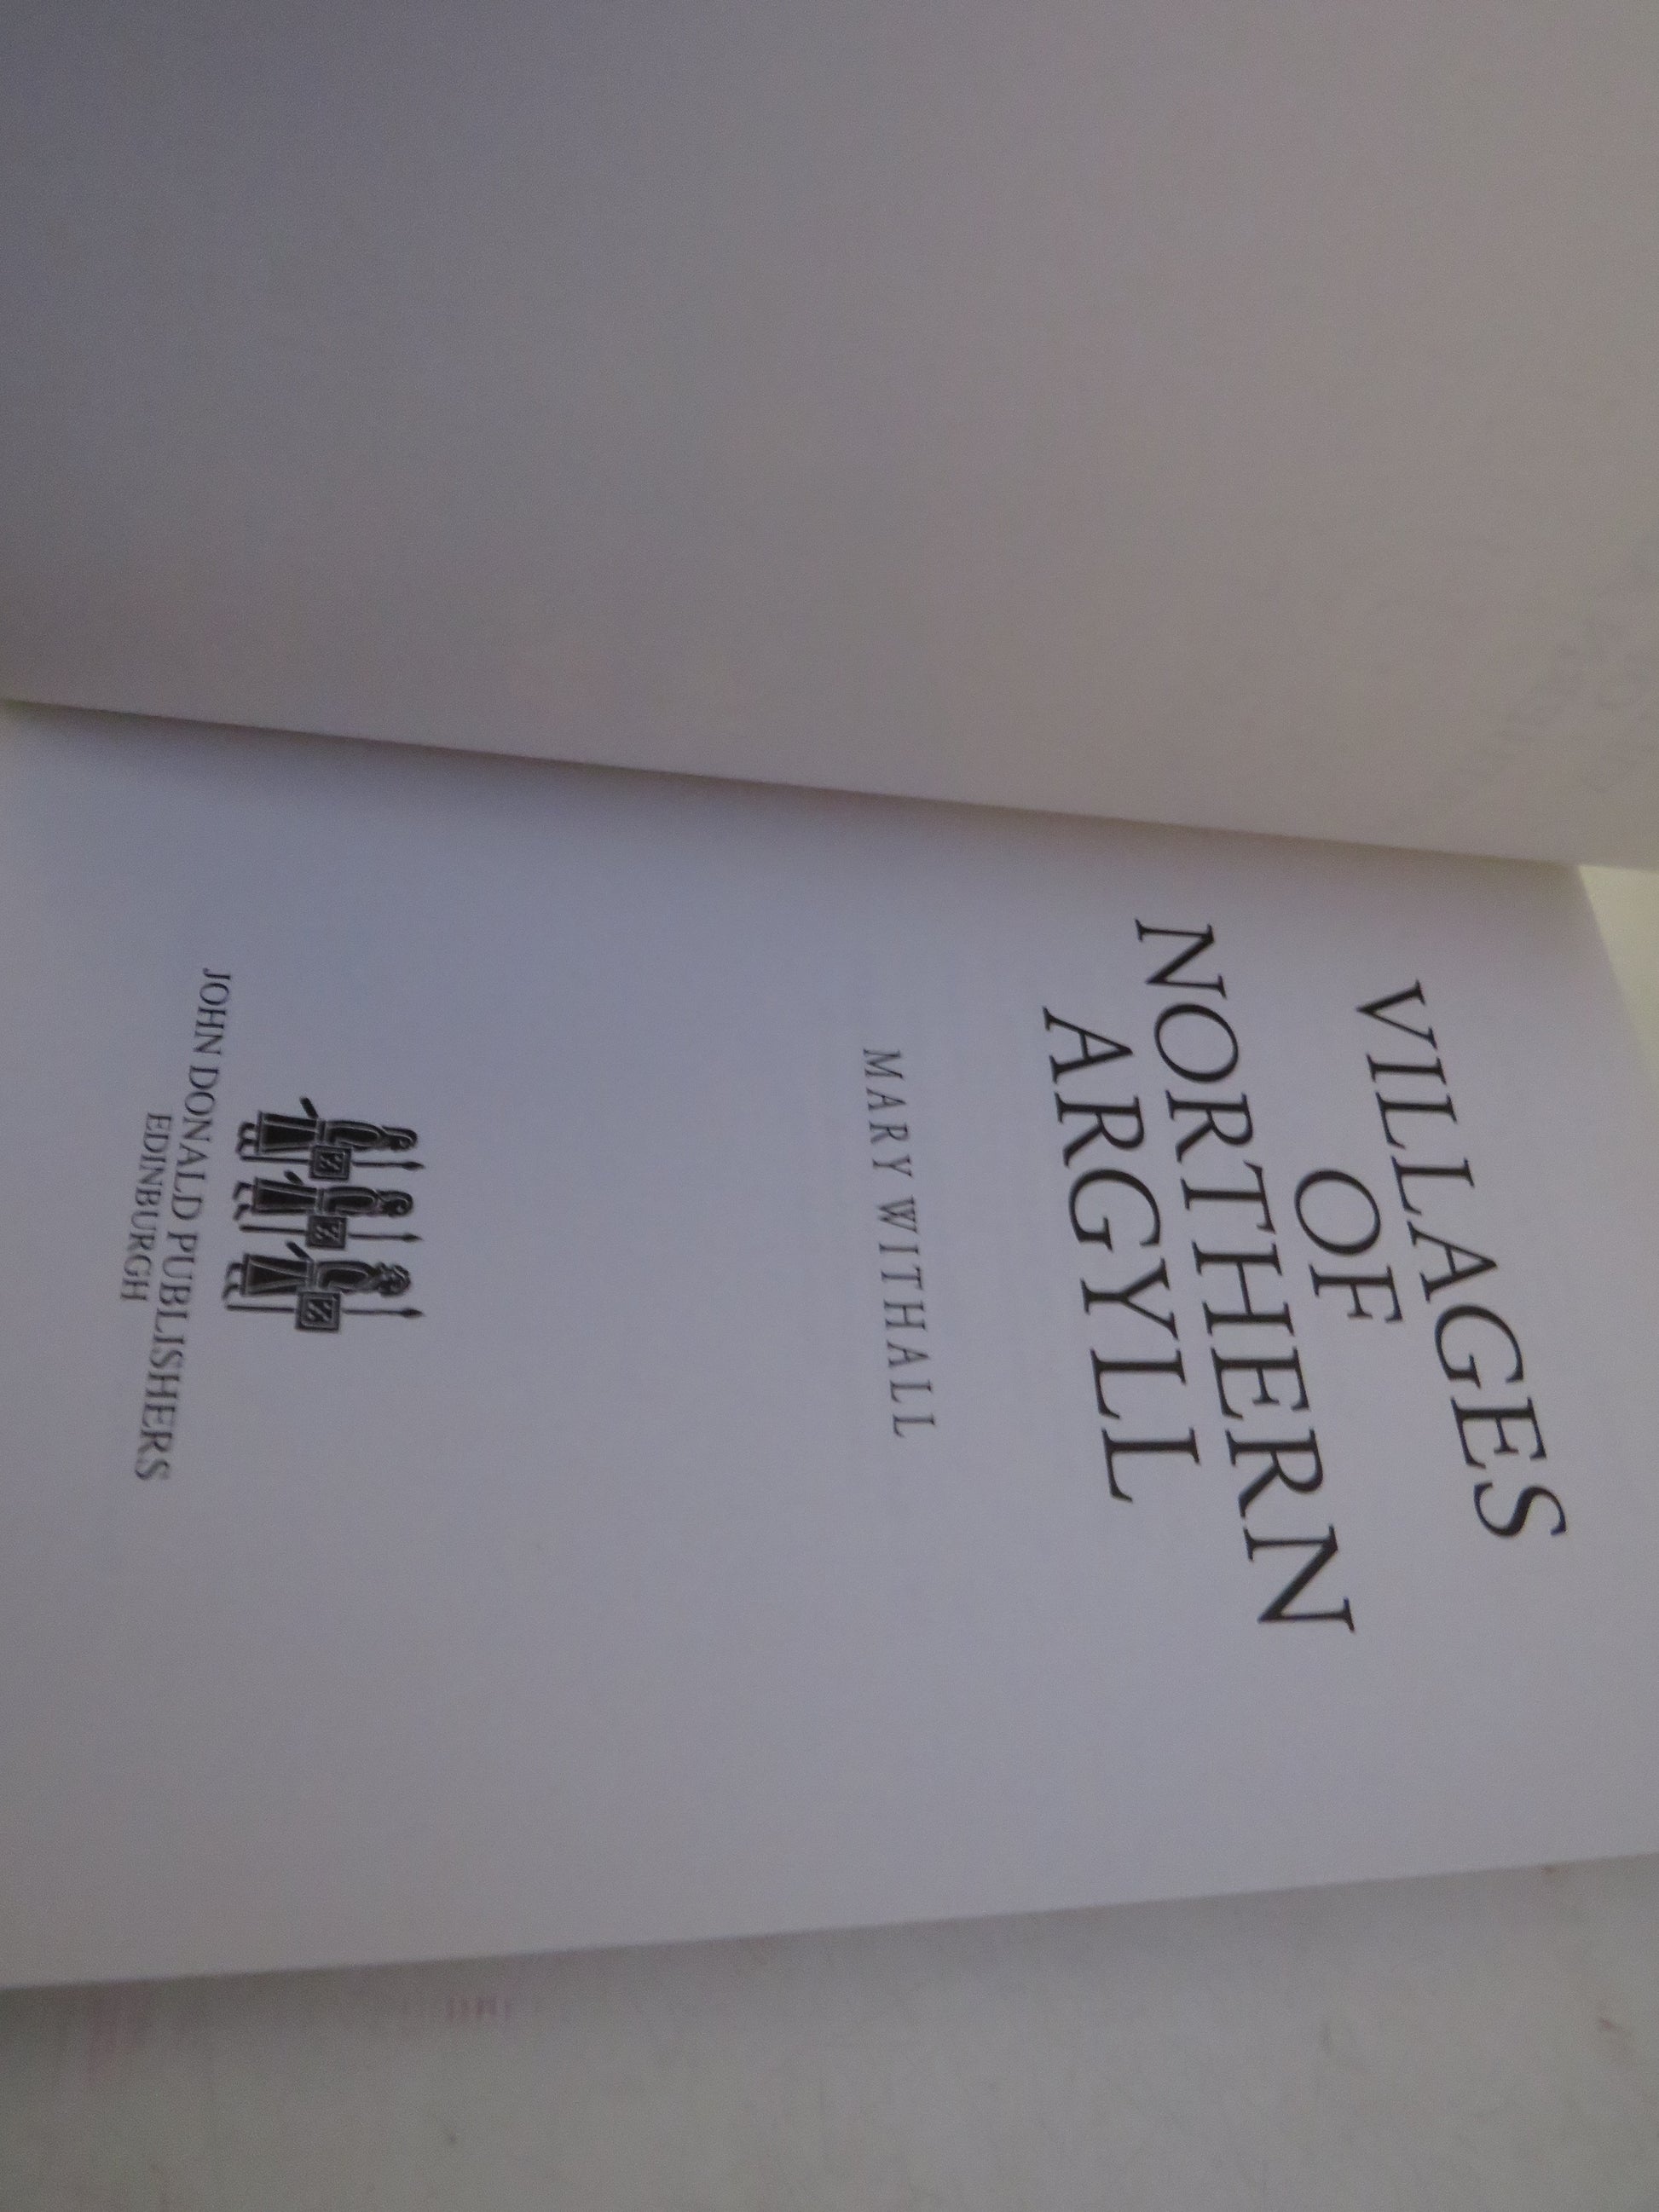 VILLAGES
OF
NORTHERN
ARGYLL
MARY WITHALL
JOHN DONALD PUBLISHERS
EDINBURGH